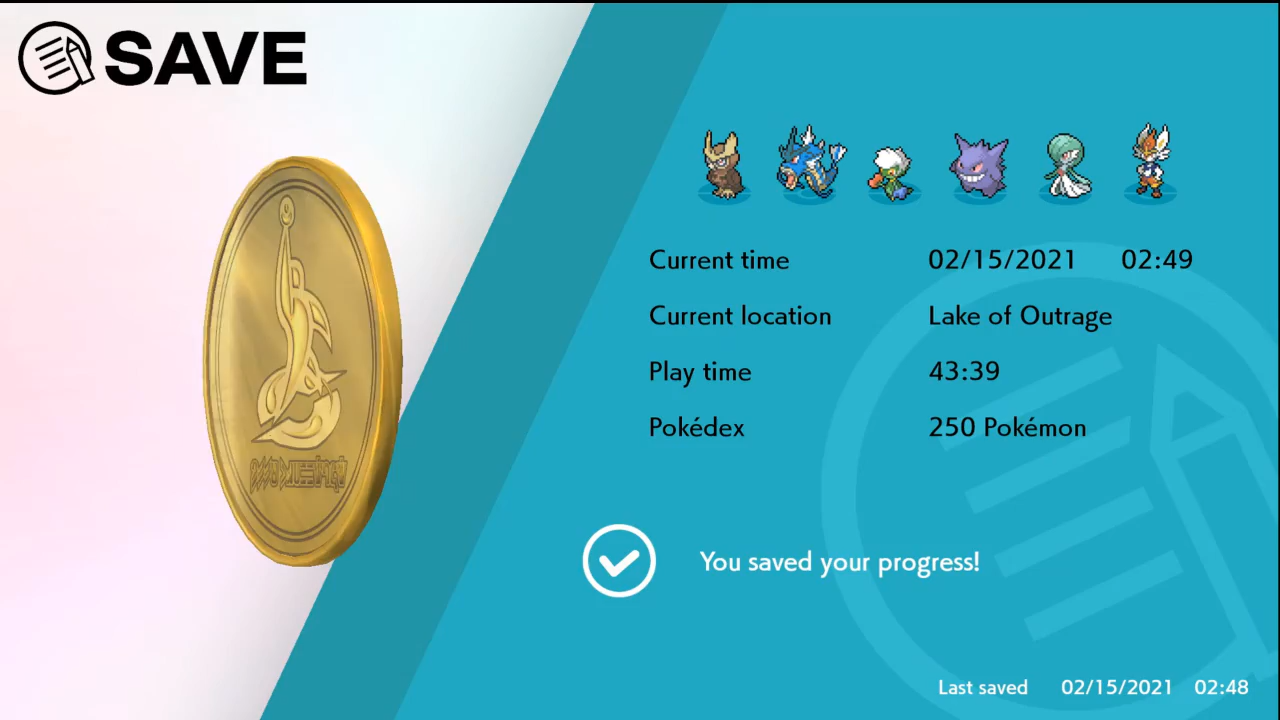 SAVE
Current time 02/15/2021 02:49
Current location Lake of Outrage
Play time 43:39
Pokédex 250 Pokémon
You saved your progress!
Last saved 02/15/2021 02:48